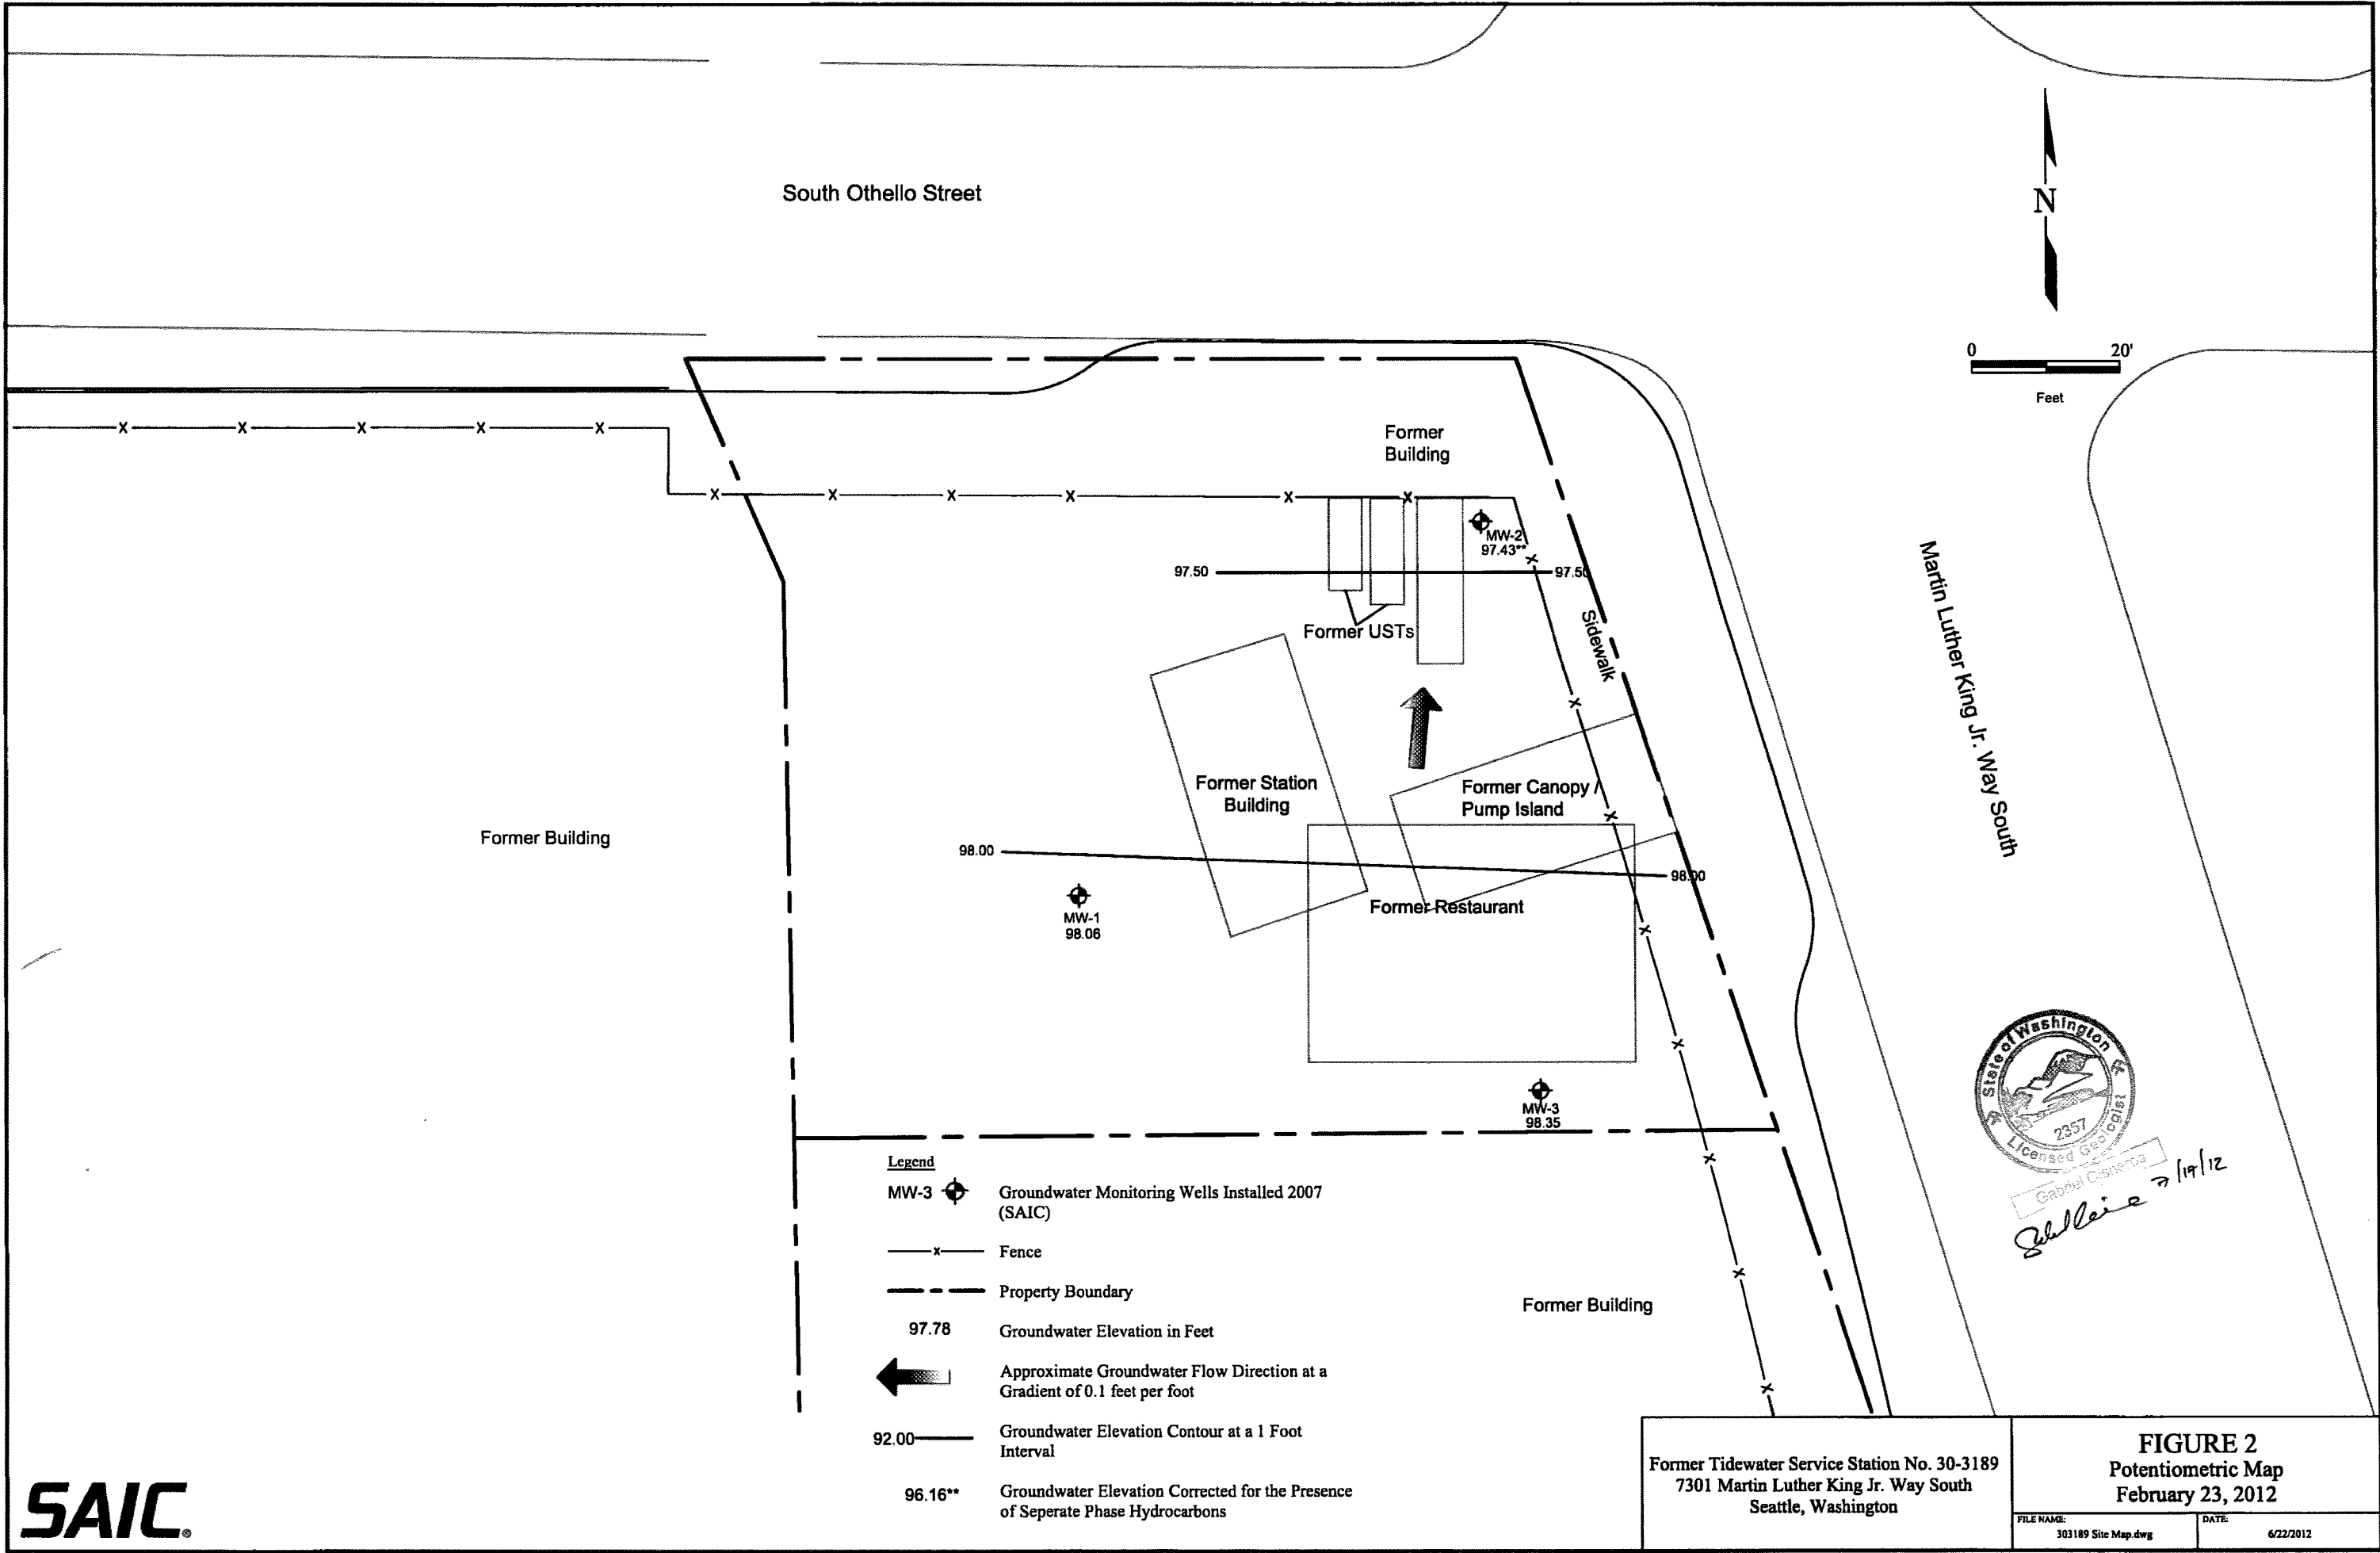 South Othello Street
N
0 20'
Feet
Former
Building
MW-2
97.43**
97.50
97.50
Former USTs
Sidewalk
Martin Luther King Jr. Way South
Former Station
Building
Former Canopy /
Pump Island
Former Building
98.00
98.00
MW-1
98.06
Former Restaurant
MW-3
98.35
State of Washington
2357
Licensed Geologist
Gabriel Cisneros
7/19/12
Legend
MW-3 Groundwater Monitoring Wells Installed 2007
(SAIC)
x Fence
Property Boundary
97.78 Groundwater Elevation in Feet
Approximate Groundwater Flow Direction at a
Gradient of 0.1 feet per foot
92.00 Groundwater Elevation Contour at a 1 Foot
Interval
96.16** Groundwater Elevation Corrected for the Presence
of Seperate Phase Hydrocarbons
Former Building
SAIC®
Former Tidewater Service Station No. 30-3189
7301 Martin Luther King Jr. Way South
Seattle, Washington
FIGURE 2
Potentiometric Map
February 23, 2012
FILE NAME:
303189 Site Map.dwg
DATE:
6/22/2012